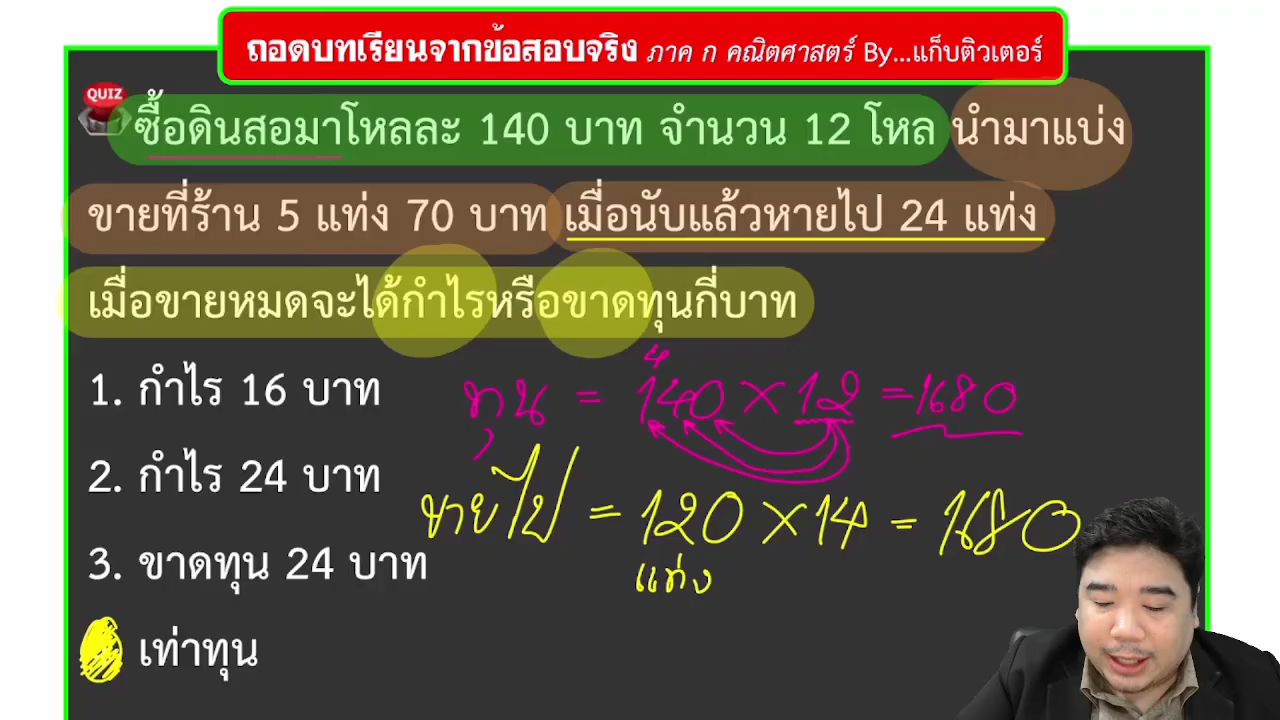 ถอดบทเรียนจากข้อสอบจริง ภาค ก คณิตศาสตร์ By...แก็บติวเตอร์
QUIZ
ซื้อดินสอมาโหลละ 140 บาท จำนวน 12 โหล นำมาแบ่ง
ขายที่ร้าน 5 แท่ง 70 บาท เมื่อนับแล้วหายไป 24 แท่ง
เมื่อขายหมดจะได้กำไรหรือขาดทุนกี่บาท
4
1. กำไร 16 บาท
ทุน = 140 × 12 = 1680
2. กำไร 24 บาท
ขายไป = 120 × 14 = 1680
แท่ง
3. ขาดทุน 24 บาท
เท่าทุน